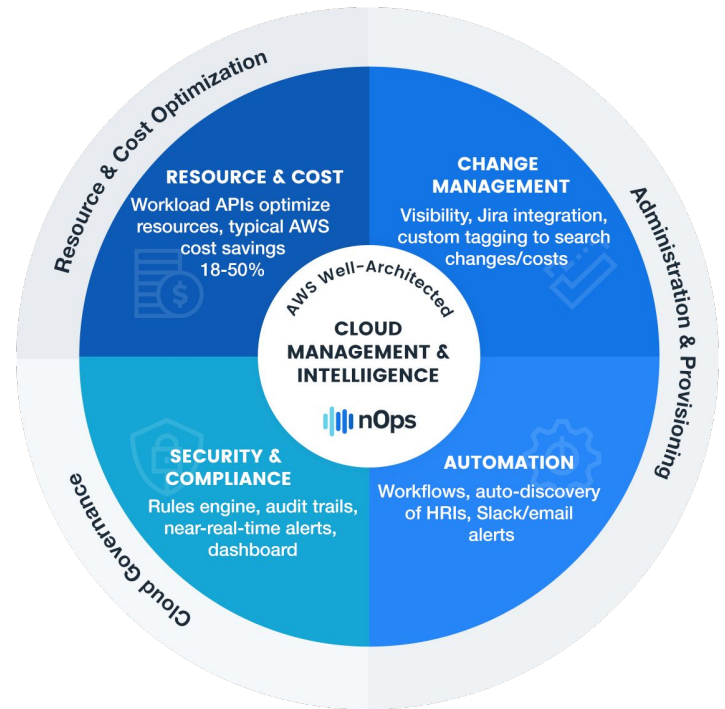 Resource & Cost Optimization
Administration & Provisioning
Cloud Governance
RESOURCE & COST
Workload APIs optimize
resources, typical AWS
cost savings
18-50%
CHANGE
MANAGEMENT
Visibility, Jira integration,
custom tagging to search
changes/costs
AWS Well-Architected
CLOUD
MANAGEMENT &
INTELLIIGENCE
nOps
SECURITY &
COMPLIANCE
Rules engine, audit trails,
near-real-time alerts,
dashboard
AUTOMATION
Workflows, auto-discovery
of HRIs, Slack/email
alerts